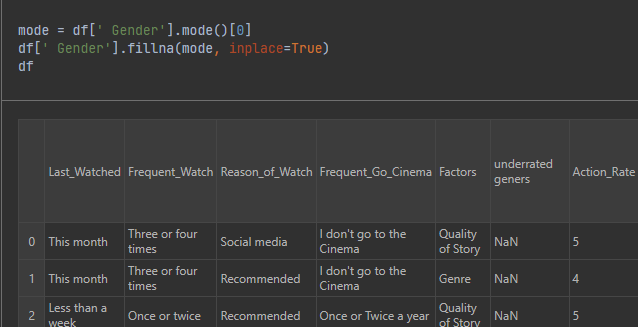 mode = df[' Gender'].mode()[0]
df[' Gender'].fillna(mode, inplace=True)
df
Last_Watched Frequent_Watch Reason_of_Watch Frequent_Go_Cinema Factors underrated geners Action_Rate
0 This month Three or four times Social media I don't go to the Cinema Quality of Story NaN 5
1 This month Three or four times Recommended I don't go to the Cinema Genre NaN 4
2 Less than a week Once or twice Recommended Once or Twice a year Quality of Story NaN 5